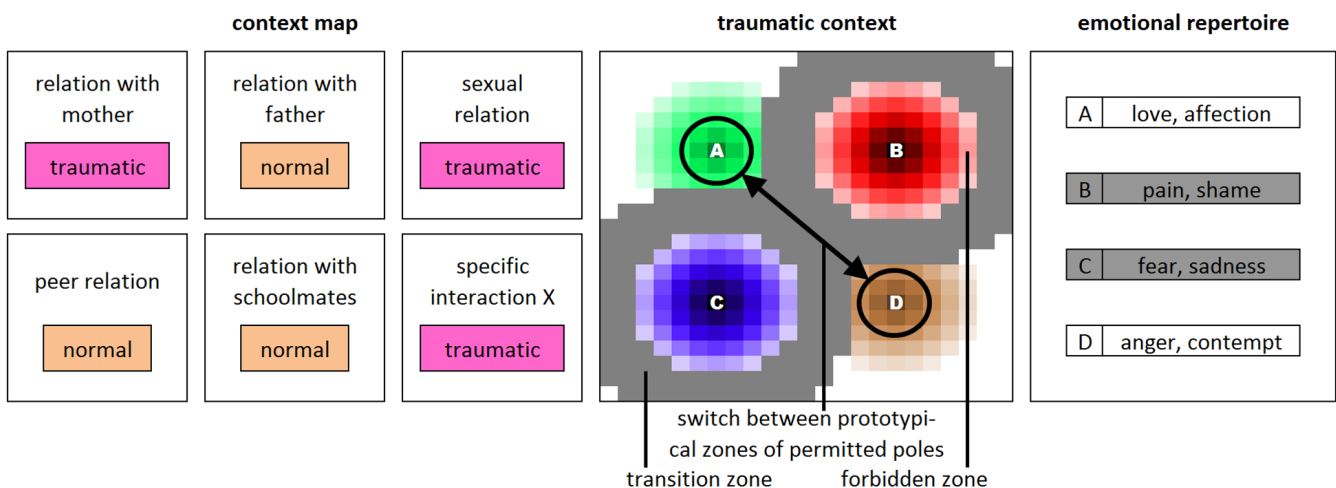 context map
traumatic context
emotional repertoire
relation with
mother
traumatic
relation with
father
normal
sexual
relation
traumatic
peer relation
normal
relation with
schoolmates
normal
specific
interaction X
traumatic
A
B
C
D
switch between prototypi-
cal zones of permitted poles
transition zone
forbidden zone
A love, affection
B pain, shame
C fear, sadness
D anger, contempt